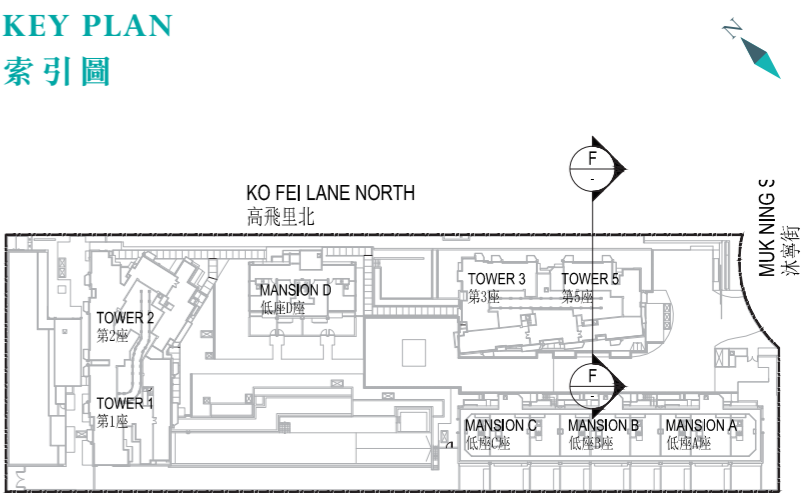 KEY PLAN
索引圖
N
F
-
KO FEI LANE NORTH
高飛里北
MUK NING S
沐寧街
TOWER 2
第2座
MANSION D
低座D座
TOWER 3
第3座
TOWER 5
第5座
TOWER 1
第1座
F
-
MANSION C
低座C座
MANSION B
低座B座
MANSION A
低座A座